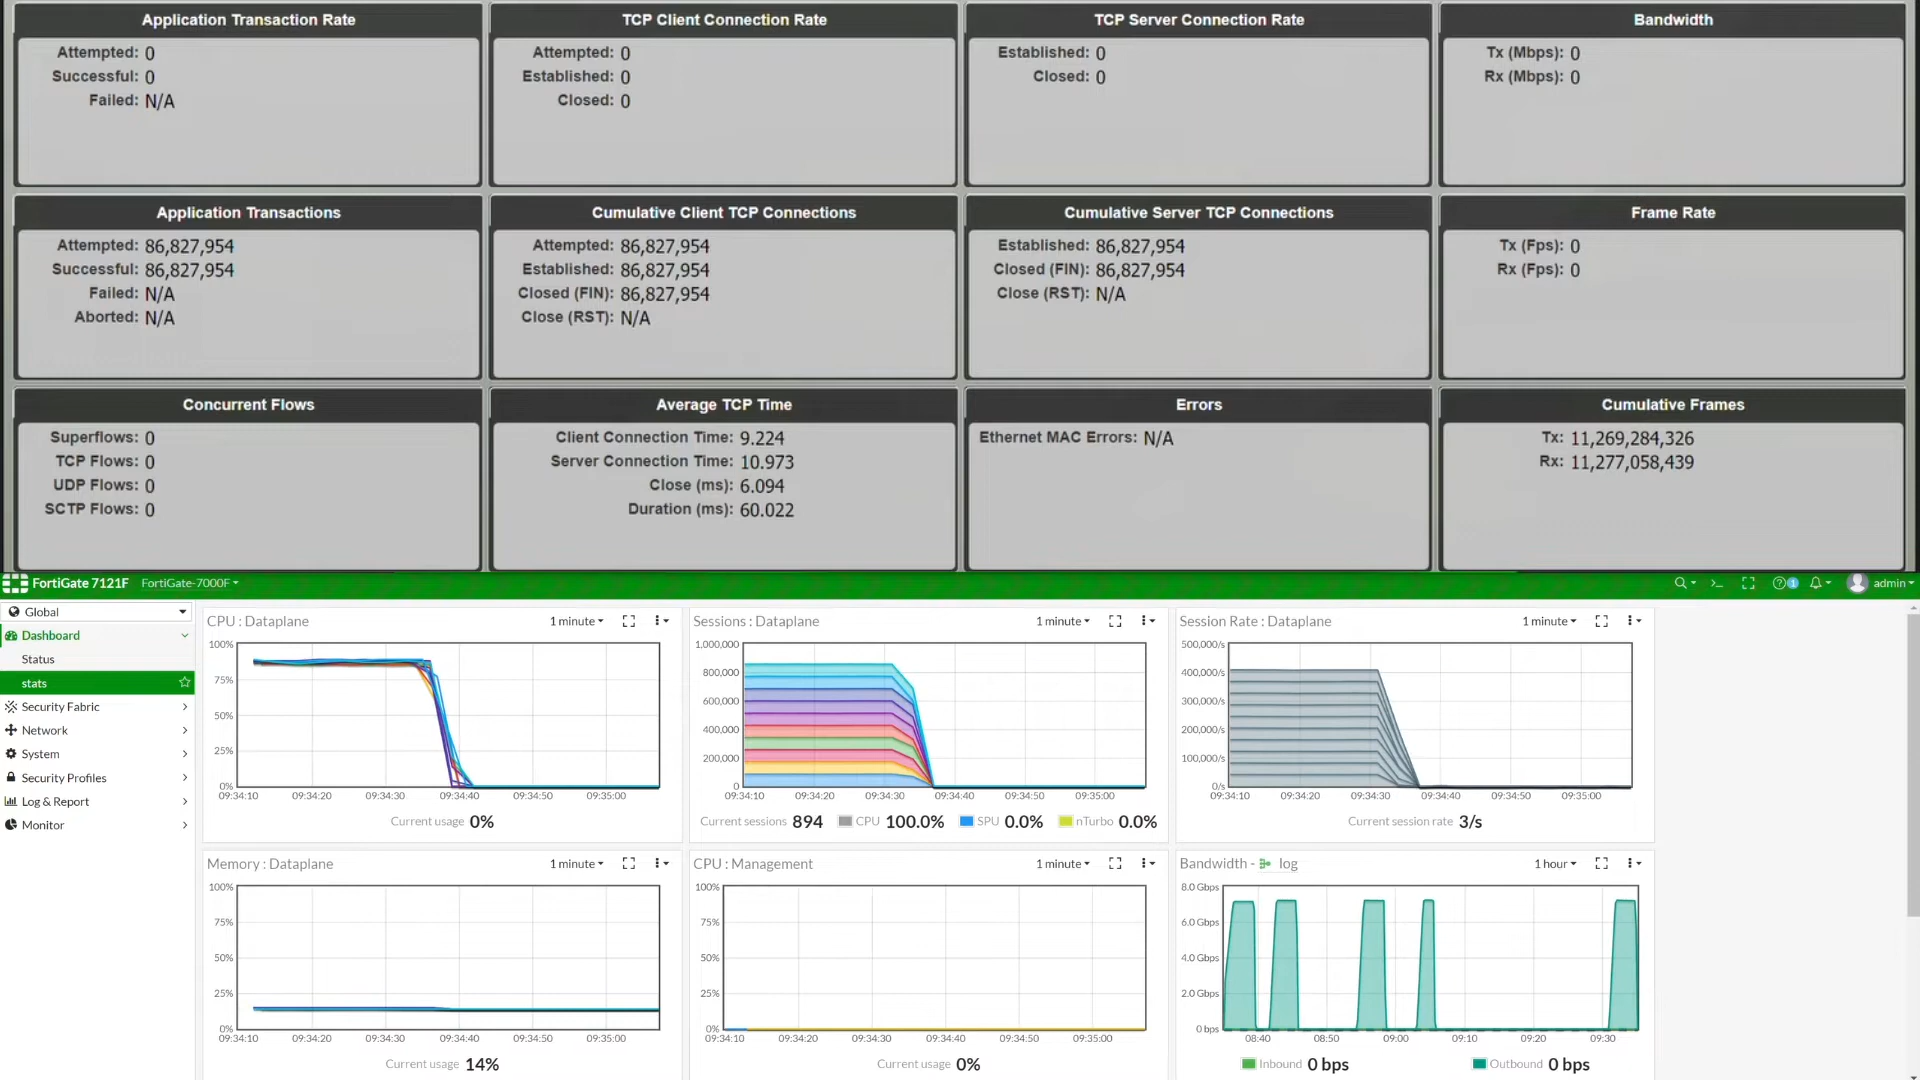 Application Transaction Rate
Attempted: 0
Successful: 0
Failed: N/A
TCP Client Connection Rate
Attempted: 0
Established: 0
Closed: 0
TCP Server Connection Rate
Established: 0
Closed: 0
Bandwidth
Tx (Mbps): 0
Rx (Mbps): 0
Application Transactions
Attempted: 86,827,954
Successful: 86,827,954
Failed: N/A
Aborted: N/A
Cumulative Client TCP Connections
Attempted: 86,827,954
Established: 86,827,954
Closed (FIN): 86,827,954
Close (RST): N/A
Cumulative Server TCP Connections
Established: 86,827,954
Closed (FIN): 86,827,954
Close (RST): N/A
Frame Rate
Tx (Fps): 0
Rx (Fps): 0
Concurrent Flows
Superflows: 0
TCP Flows: 0
UDP Flows: 0
SCTP Flows: 0
Average TCP Time
Client Connection Time: 9.224
Server Connection Time: 10.973
Close (ms): 6.094
Duration (ms): 60.022
Errors
Ethernet MAC Errors: N/A
Cumulative Frames
Tx: 11,269,284,326
Rx: 11,277,058,439
FortiGate 7121F FortiGate-7000F
1 admin
Global
Dashboard
Status
stats
Security Fabric
Network
System
Security Profiles
Log & Report
Monitor
CPU : Dataplane 1 minute
100%
75%
50%
25%
0%
09:34:10 09:34:20 09:34:30 09:34:40 09:34:50 09:35:00
Current usage 0%
Sessions : Dataplane 1 minute
1,000,000
800,000
600,000
400,000
200,000
0
09:34:10 09:34:20 09:34:30 09:34:40 09:34:50 09:35:00
Current sessions 894 CPU 100.0% SPU 0.0% nTurbo 0.0%
Session Rate : Dataplane 1 minute
500,000/s
400,000/s
300,000/s
200,000/s
100,000/s
0/s
09:34:10 09:34:20 09:34:30 09:34:40 09:34:50 09:35:00
Current session rate 3/s
Memory : Dataplane 1 minute
100%
75%
50%
25%
0%
09:34:10 09:34:20 09:34:30 09:34:40 09:34:50 09:35:00
Current usage 14%
CPU : Management 1 minute
100%
75%
50%
25%
0%
09:34:10 09:34:20 09:34:30 09:34:40 09:34:50 09:35:00
Current usage 0%
Bandwidth - log 1 hour
8.0 Gbps
6.0 Gbps
4.0 Gbps
2.0 Gbps
0 bps
08:40 08:50 09:00 09:10 09:20 09:30
Inbound 0 bps Outbound 0 bps